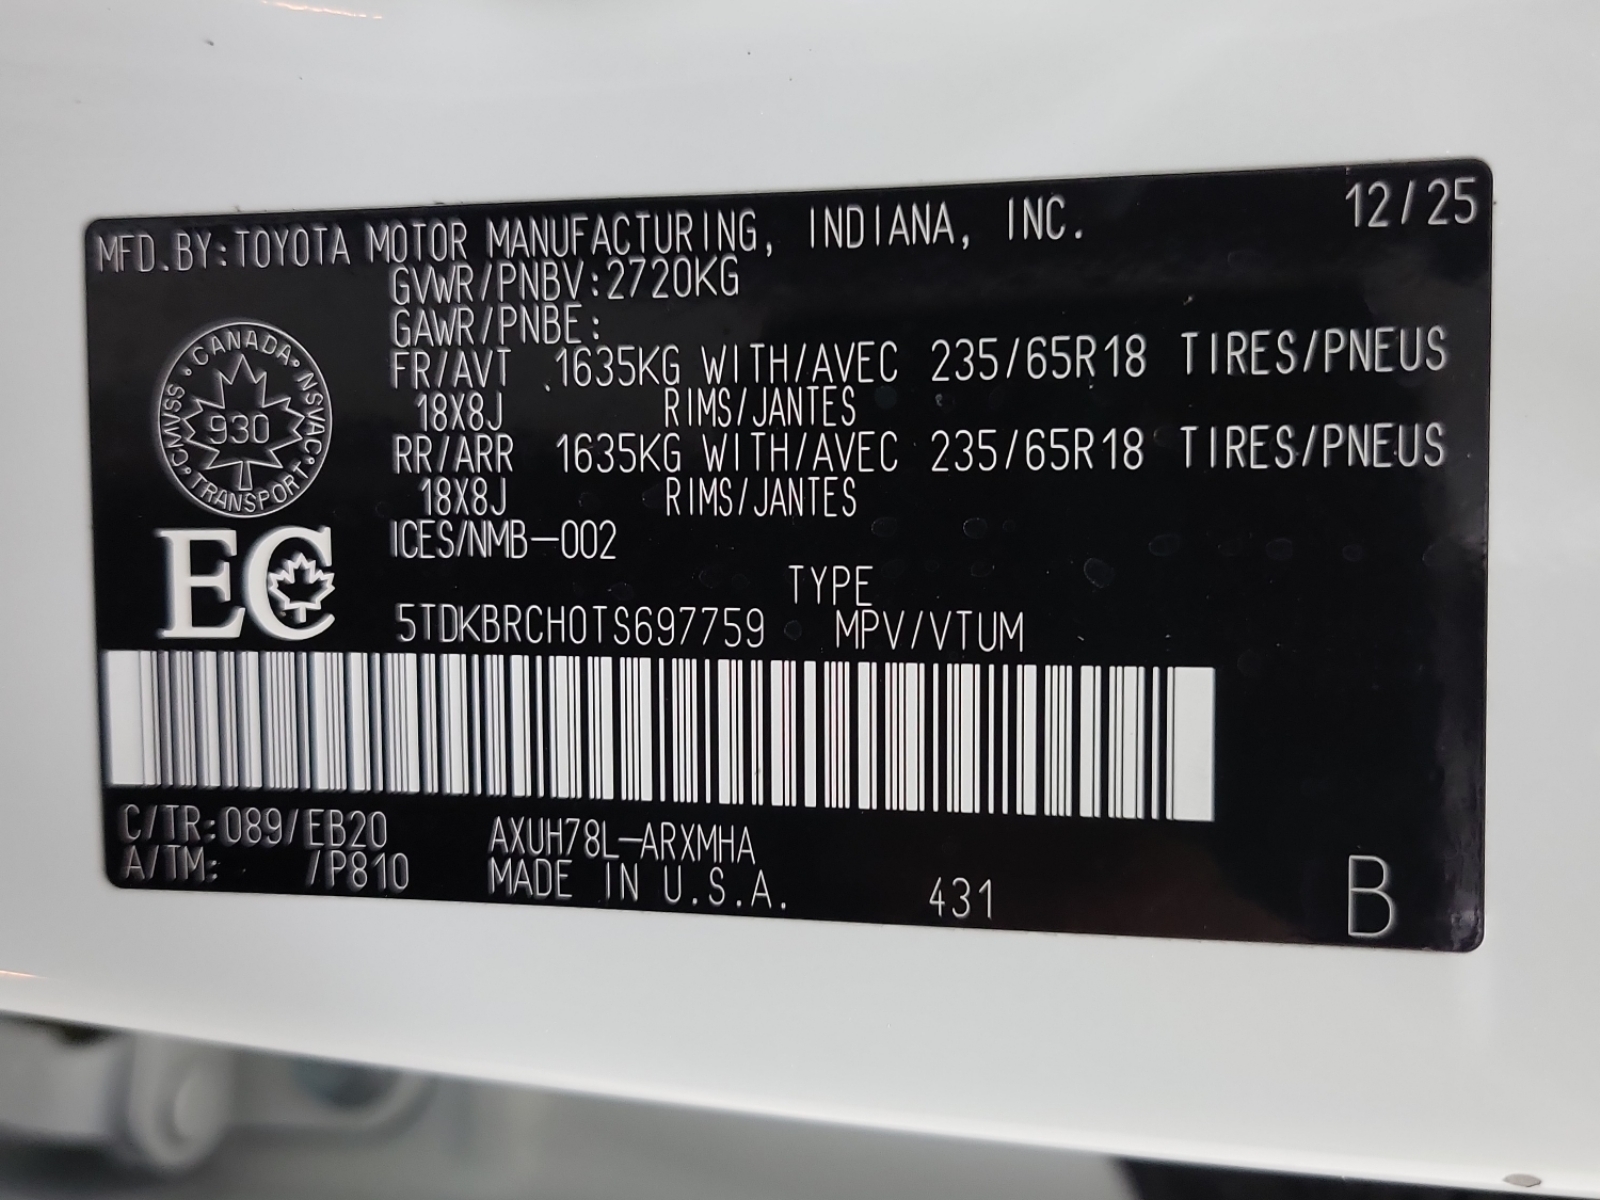 MFD.BY:TOYOTA MOTOR MANUFACTURING, INDIANA, INC. 12/25
GVWR/PNBV:2720KG
GAWR/PNBE:
FR/AVT 1635KG WITH/AVEC 235/65R18 TIRES/PNEUS
18X8J RIMS/JANTES
RR/ARR 1635KG WITH/AVEC 235/65R18 TIRES/PNEUS
18X8J RIMS/JANTES
ICES/NMB-002
CANADA • NSVAC • TRANSPORT • CMVSS
930
EC
TYPE
5TDKBRCH0TS697759 MPV/VTUM
C/TR:089/EB20 AXUH78L-ARXMHA
A/TM: /P810 MADE IN U.S.A. 431 B